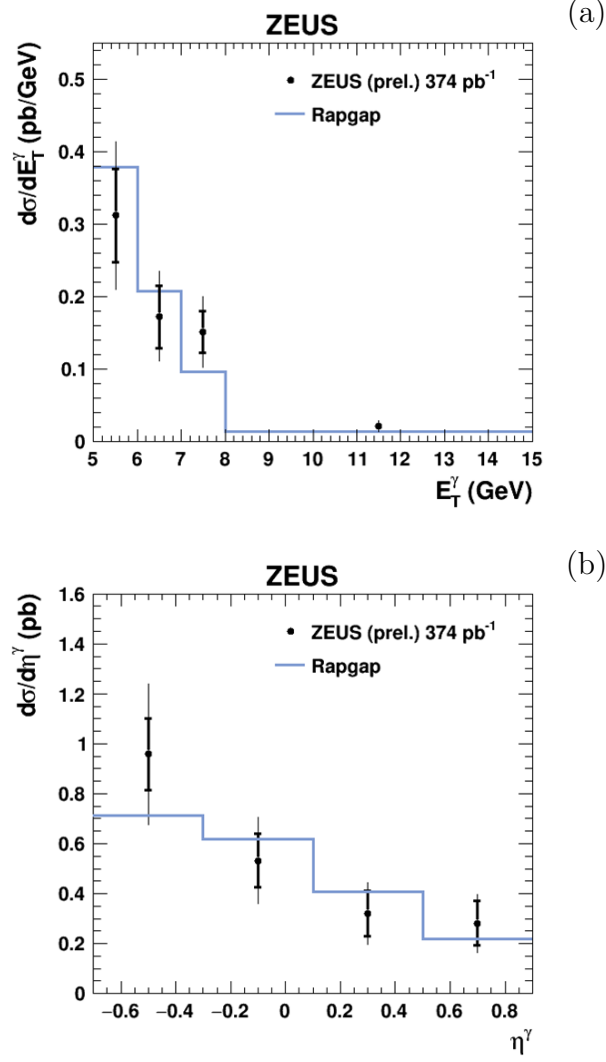 ZEUS
(a)
dσ/dE_T^γ (pb/GeV)
0.5
0.4
0.3
0.2
0.1
0
ZEUS (prel.) 374 pb⁻¹
Rapgap
5 6 7 8 9 10 11 12 13 14 15
E_T^γ (GeV)
ZEUS
(b)
dσ/dη^γ (pb)
1.6
1.4
1.2
1
0.8
0.6
0.4
0.2
0
ZEUS (prel.) 374 pb⁻¹
Rapgap
−0.6 −0.4 −0.2 0 0.2 0.4 0.6 0.8
η^γ